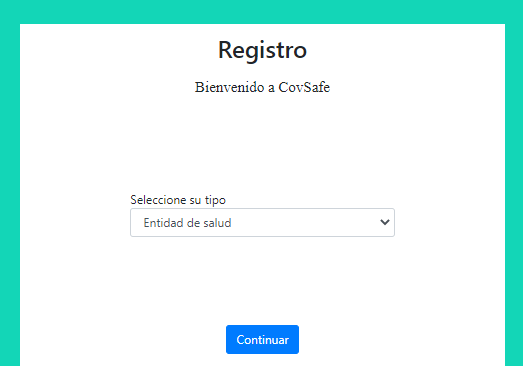 Registro
Bienvenido a CovSafe
Seleccione su tipo
Entidad de salud
Continuar